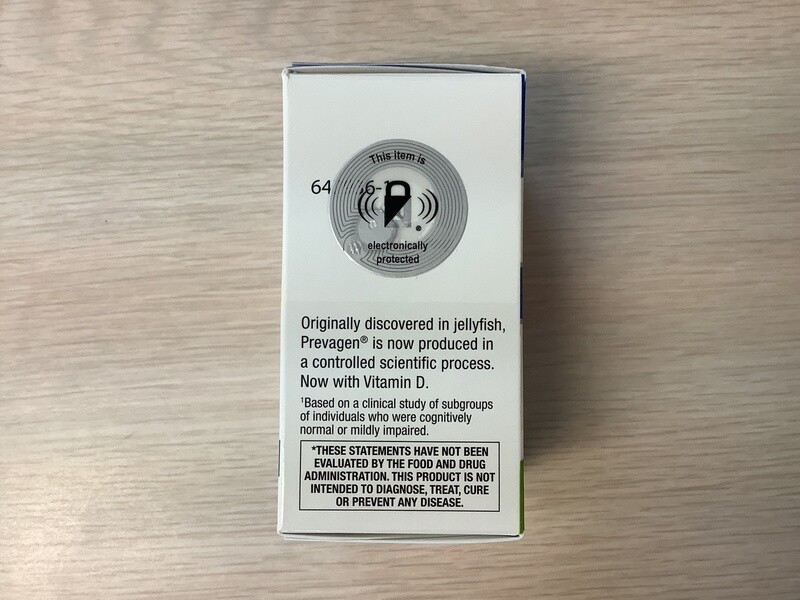 This item is
electronically
protected
Originally discovered in jellyfish,
Prevagen® is now produced in
a controlled scientific process.
Now with Vitamin D.
¹Based on a clinical study of subgroups
of individuals who were cognitively
normal or mildly impaired.
*THESE STATEMENTS HAVE NOT BEEN
EVALUATED BY THE FOOD AND DRUG
ADMINISTRATION. THIS PRODUCT IS NOT
INTENDED TO DIAGNOSE, TREAT, CURE
OR PREVENT ANY DISEASE.